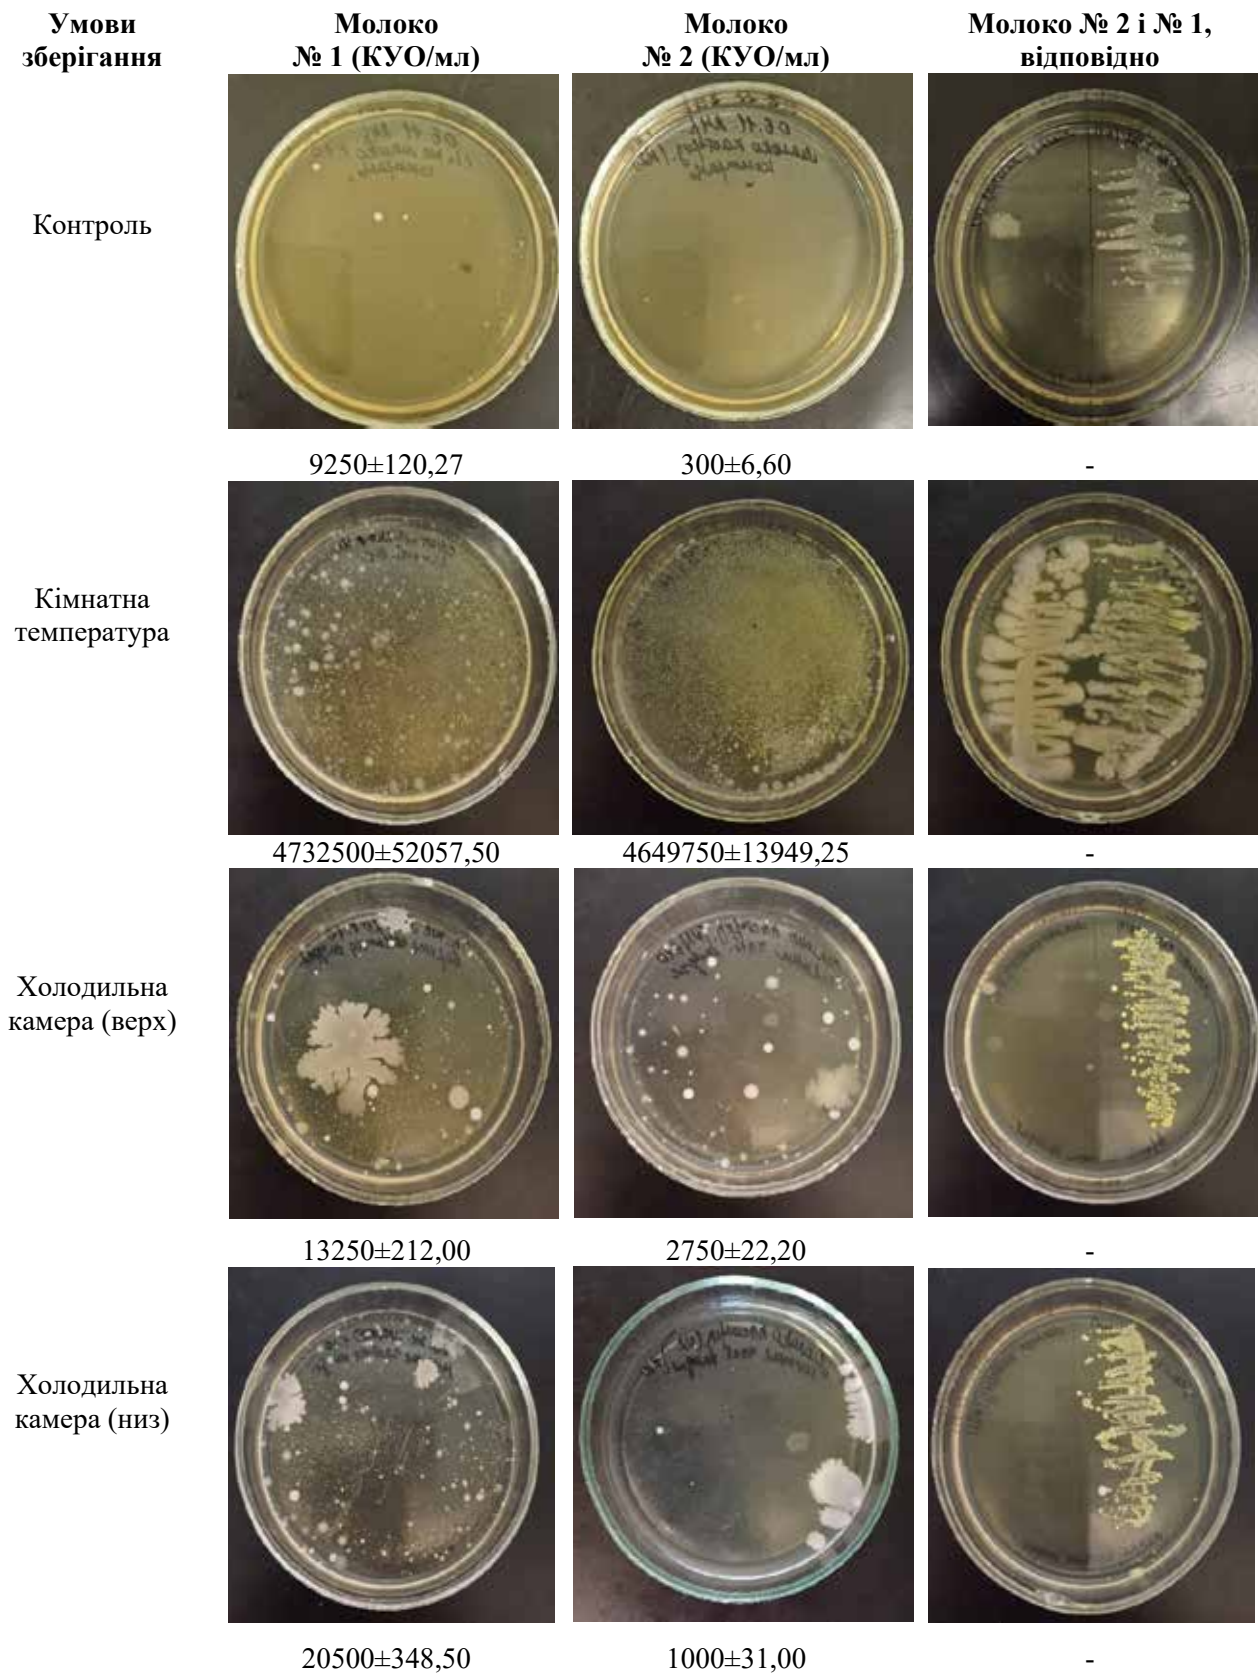 Умови зберігання
Молоко № 1 (КУО/мл)
Молоко № 2 (КУО/мл)
Молоко № 2 і № 1, відповідно
Контроль
9250±120,27
300±6,60
-
Кімнатна температура
4732500±52057,50
4649750±13949,25
-
Холодильна камера (верх)
13250±212,00
2750±22,20
-
Холодильна камера (низ)
20500±348,50
1000±31,00
-